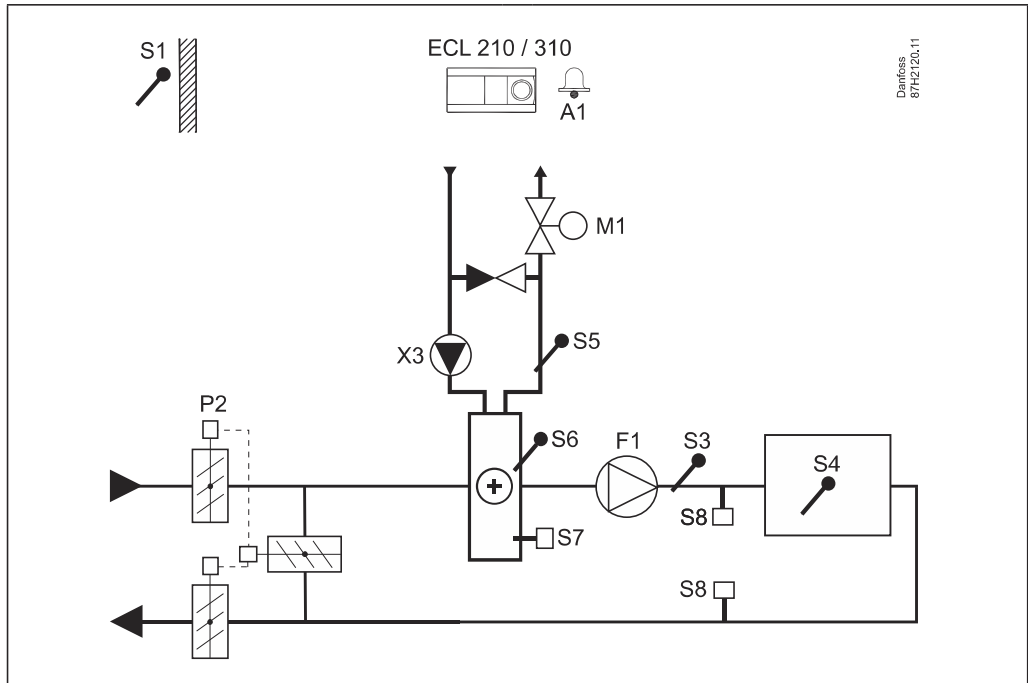 S1
ECL 210 / 310
A1
Danfoss
87H2120.11
M1
X3
S5
P2
S6
F1
S3
S4
S8
S7
S8